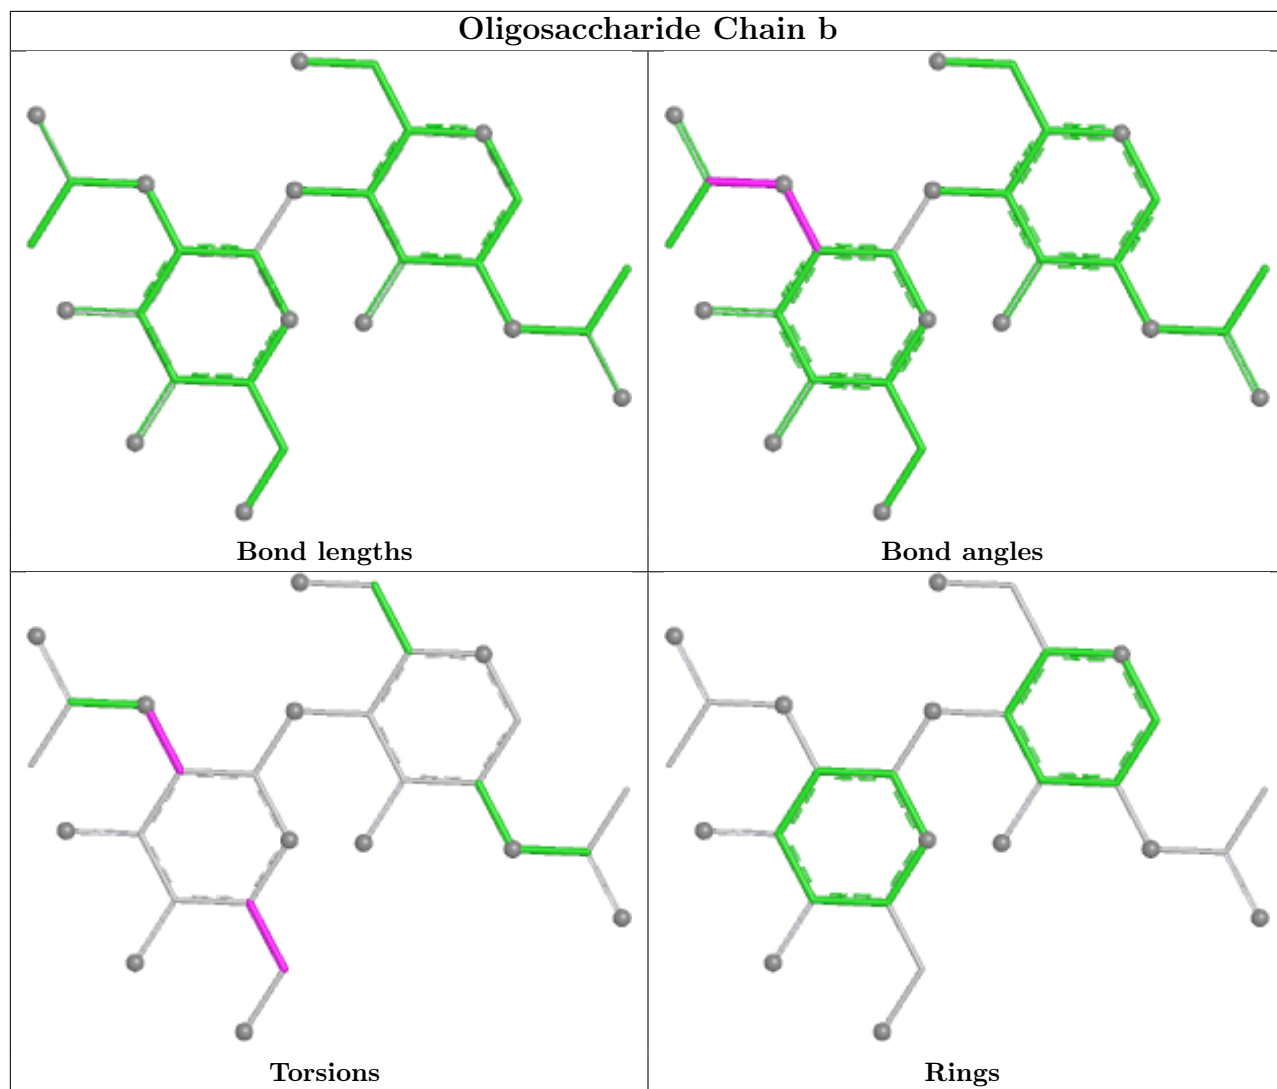 Oligosaccharide Chain b
Bond lengths
Bond angles
Torsions
Rings